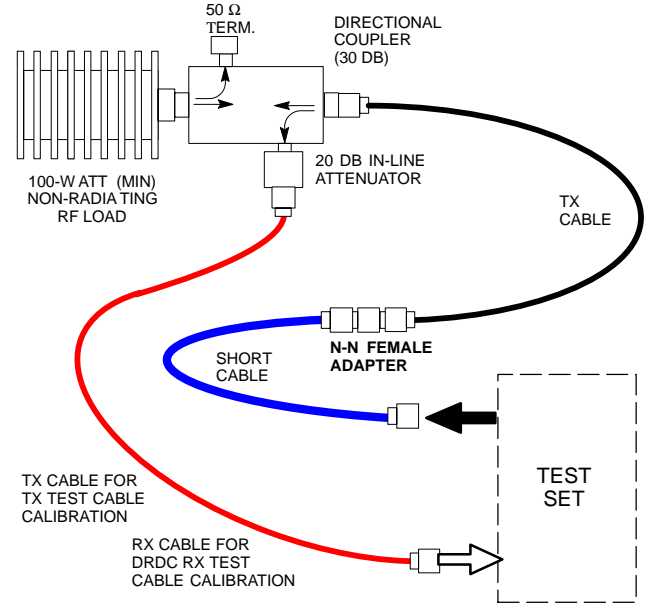 50 Ω
TERM.
DIRECTIONAL
COUPLER
(30 DB)
100-W ATT (MIN)
NON-RADIA TING
RF LOAD
20 DB IN-LINE
ATTENUATOR
TX
CABLE
N-N FEMALE
ADAPTER
SHORT
CABLE
TEST
SET
TX CABLE FOR
TX TEST CABLE
CALIBRATION
RX CABLE FOR
DRDC RX TEST
CABLE CALIBRATION